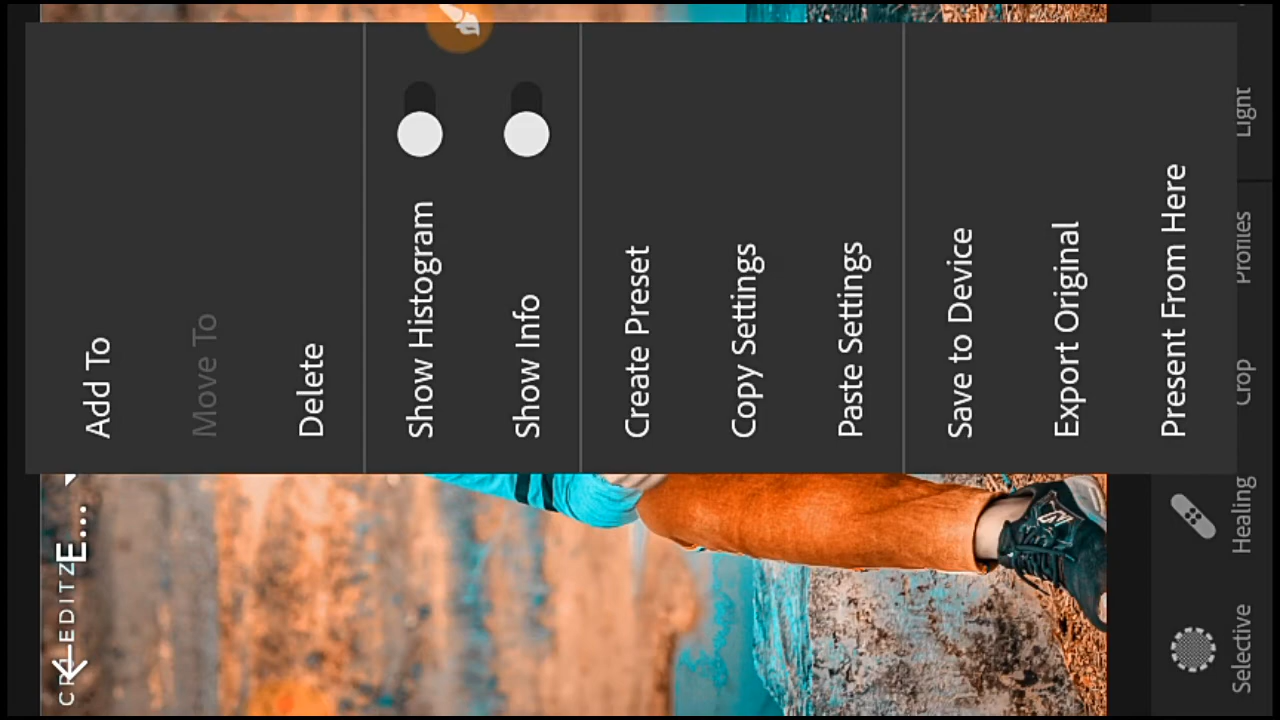 E...
Add To
Move To
Delete
Show Histogram
Show Info
Create Preset
Copy Settings
Paste Settings
Save to Device
Export Original
Present From Here
Selective
Healing
Crop
Profiles
Light